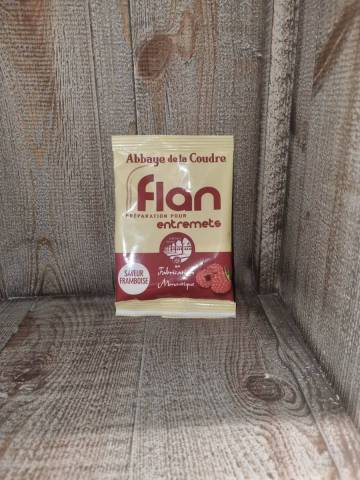 Abbaye de la Coudre
flan
PRÉPARATION POUR
entremets
SAVEUR
FRAMBOISE
Fabrication
Monastique